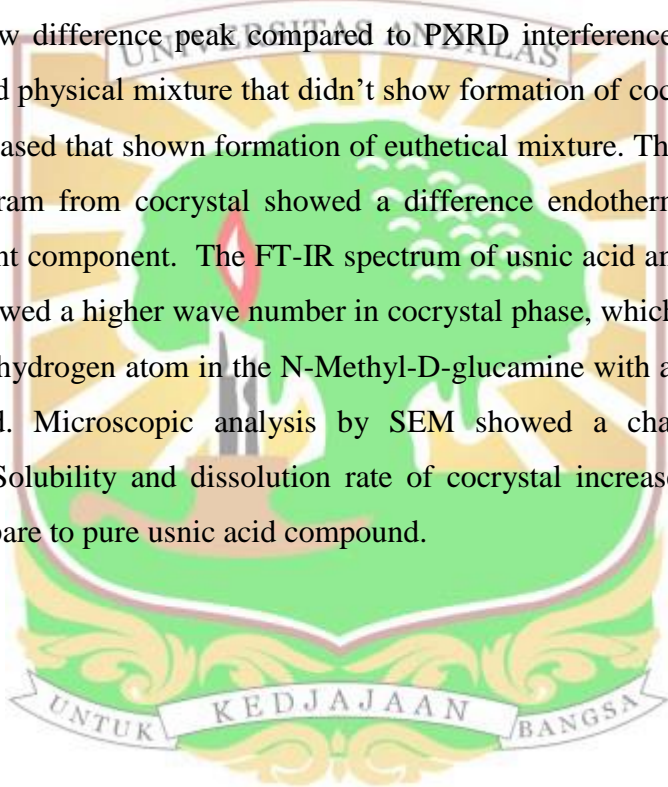 w difference peak compared to PXRD interference
UNIVERSITAS ANDALAS
d physical mixture that didn't show formation of coc
ased that shown formation of euthetical mixture. Th
ram from cocrystal showed a difference endotherm
nt component. The FT-IR spectrum of usnic acid an
owed a higher wave number in cocrystal phase, which
hydrogen atom in the N-Methyl-D-glucamine with a
d. Microscopic analysis by SEM showed a cha
Solubility and dissolution rate of cocrystal increase
pare to pure usnic acid compound.
UNTUK KEDJAJAAN BANGSA